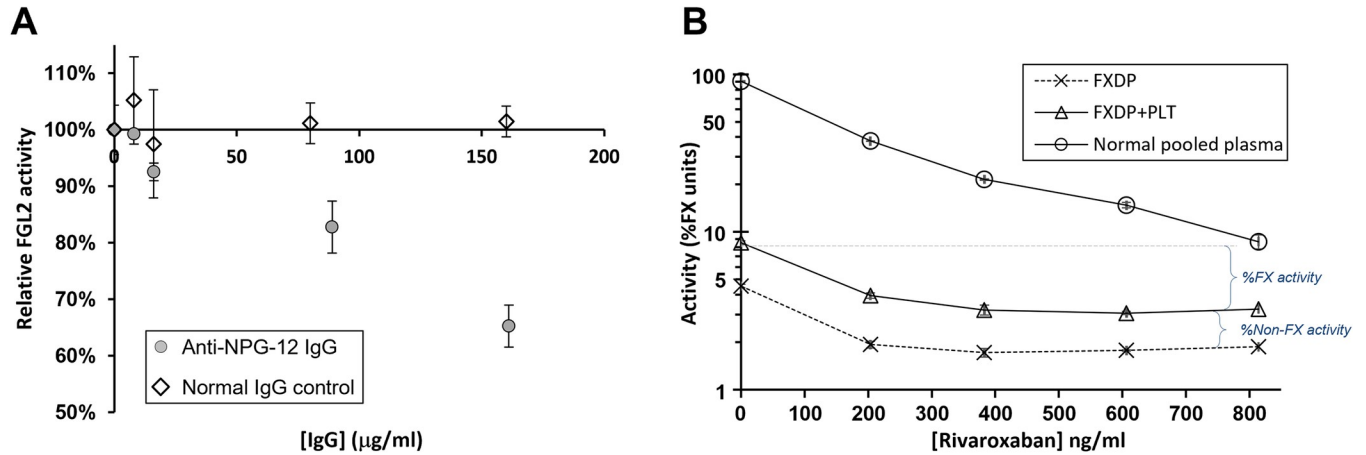 A
110%
100%
90%
80%
70%
60%
50%
0
50
100
150
200
Relative FGL2 activity
[IgG] (μg/ml)
Anti-NPG-12 IgG
Normal IgG control
B
100
50
10
5
1
0
100
200
300
400
500
600
700
800
Activity (%FX units)
[Rivaroxaban] ng/ml
FXDP
FXDP+PLT
Normal pooled plasma
%FX activity
%Non-FX activity